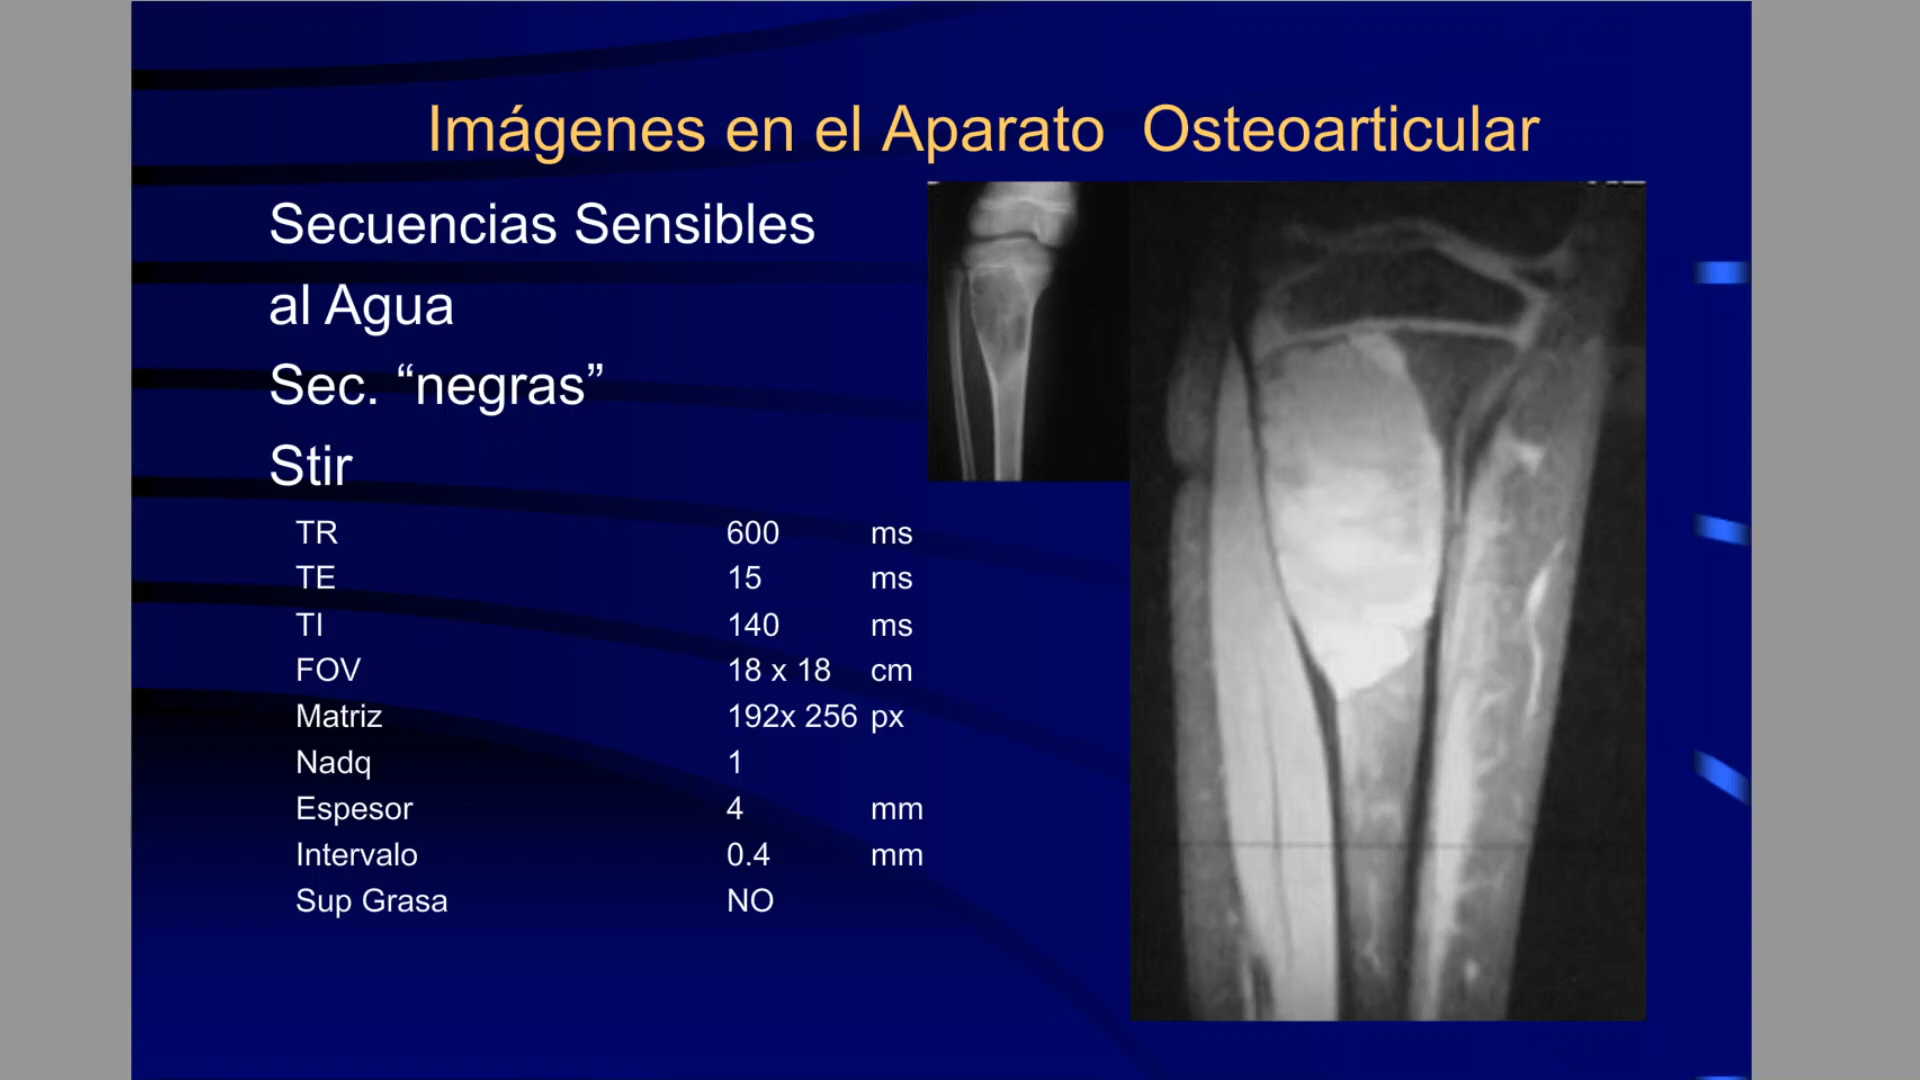 Imágenes en el Aparato  Osteoarticular
Secuencias Sensibles
al Agua
Sec. “negras”
Stir
TR 600 ms
TE 15 ms
TI 140 ms
FOV 18 x 18 cm
Matriz 192x 256 px
Nadq 1
Espesor 4 mm
Intervalo 0.4 mm
Sup Grasa NO